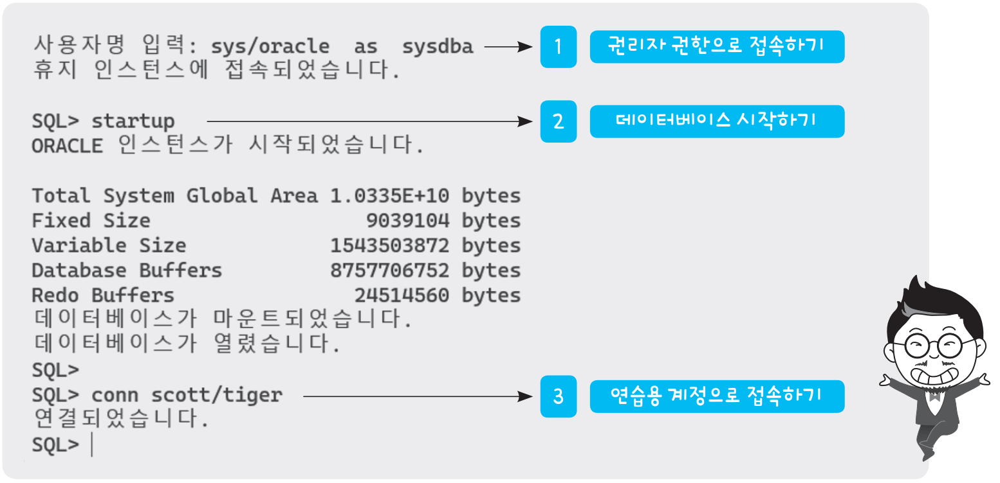 사용자명 입력: sys/oracle as sysdba
1
권리자 권한으로 접속하기
휴지 인스턴스에 접속되었습니다.
SQL> startup
2
데이터베이스 시작하기
ORACLE 인스턴스가 시작되었습니다.
Total System Global Area 1.0335E+10 bytes
Fixed Size 9039104 bytes
Variable Size 1543503872 bytes
Database Buffers 8757706752 bytes
Redo Buffers 24514560 bytes
데이터베이스가 마운트되었습니다.
데이터베이스가 열렸습니다.
SQL>
SQL> conn scott/tiger
3
연습용 계정으로 접속하기
연결되었습니다.
SQL>